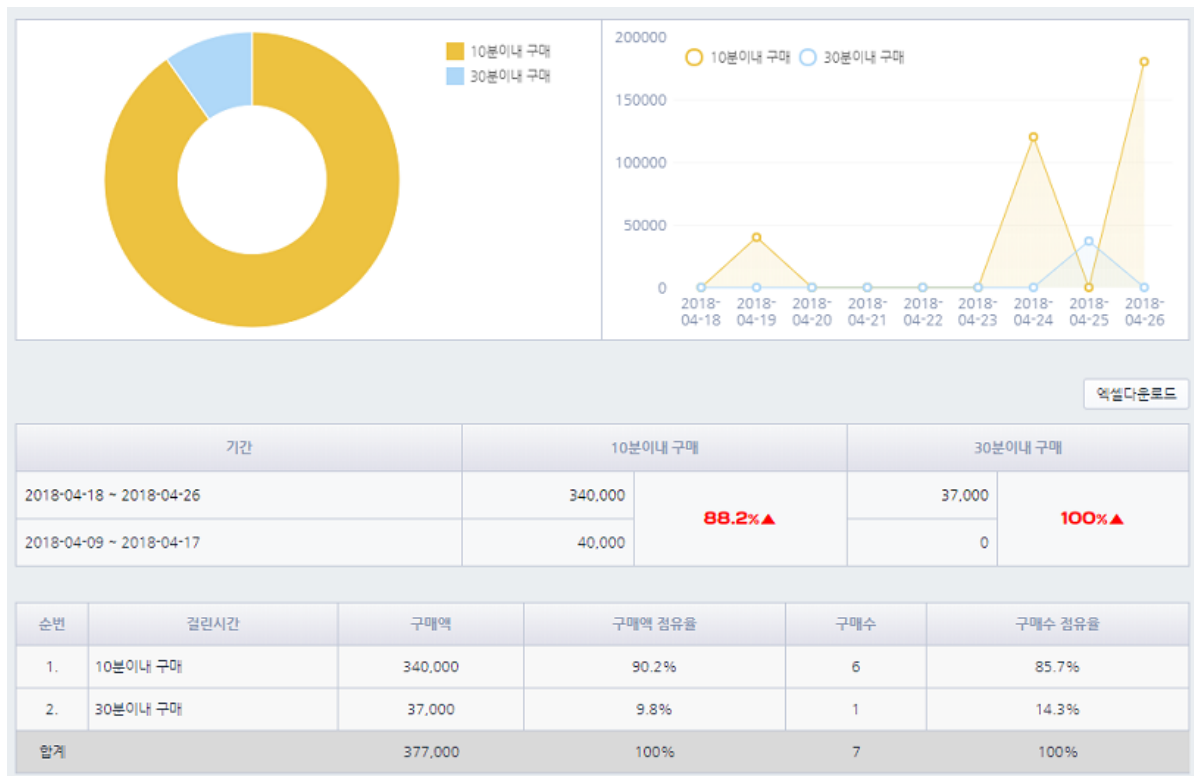 10분이내 구매
30분이내 구매
200000
10분이내 구매 30분이내 구매
150000
100000
50000
0
2018-04-18 2018-04-19 2018-04-20 2018-04-21 2018-04-22 2018-04-23 2018-04-24 2018-04-25 2018-04-26
엑셀다운로드
기간 10분이내 구매 30분이내 구매
2018-04-18 ~ 2018-04-26 340,000 88.2%▲ 37,000 100%▲
2018-04-09 ~ 2018-04-17 40,000 0
순번 걸린시간 구매액 구매액 점유율 구매수 구매수 점유율
1. 10분이내 구매 340,000 90.2% 6 85.7%
2. 30분이내 구매 37,000 9.8% 1 14.3%
합계 377,000 100% 7 100%